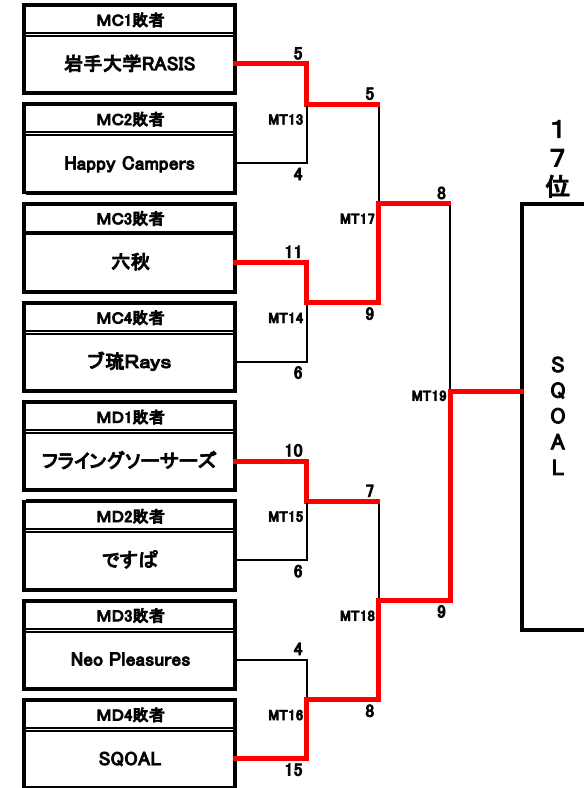 MC1敗者
岩手大学RASIS
MC2敗者
Happy Campers
MC3敗者
六秋
MC4敗者
ブ琉Rays
MD1敗者
フライングソーサーズ
MD2敗者
ですぱ
MD3敗者
Neo Pleasures
MD4敗者
SQOAL
5
MT13
4
11
MT14
6
10
MT15
6
4
MT16
15
5
MT17
9
7
MT18
8
8
MT19
9
17位
SQOAL